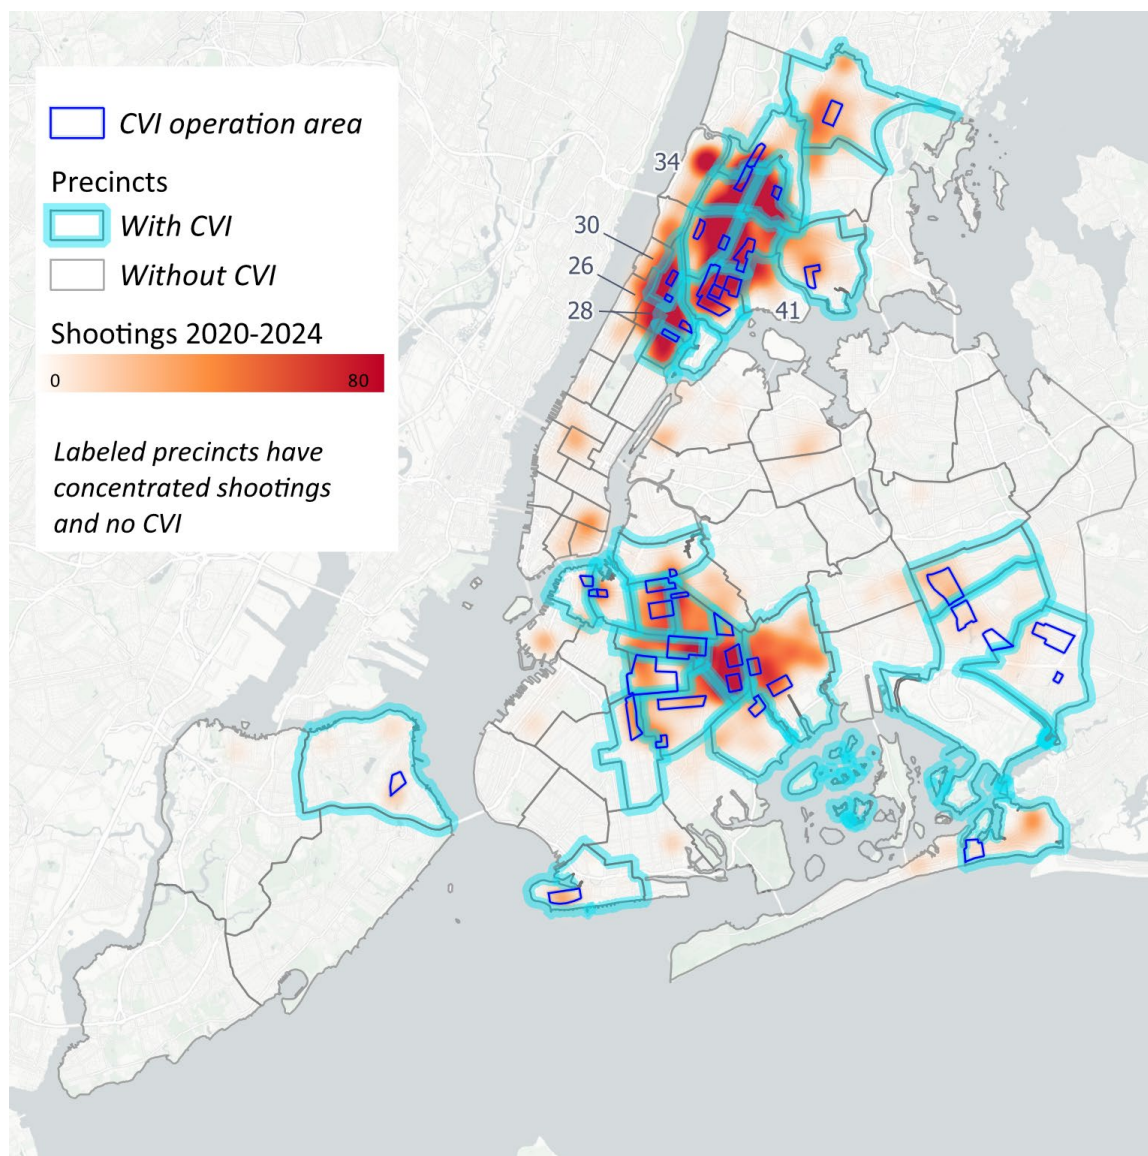 CVI operation area
Precincts
With CVI
Without CVI
Shootings 2020-2024
0 80
Labeled precincts have
concentrated shootings
and no CVI
34
30
26
28
41